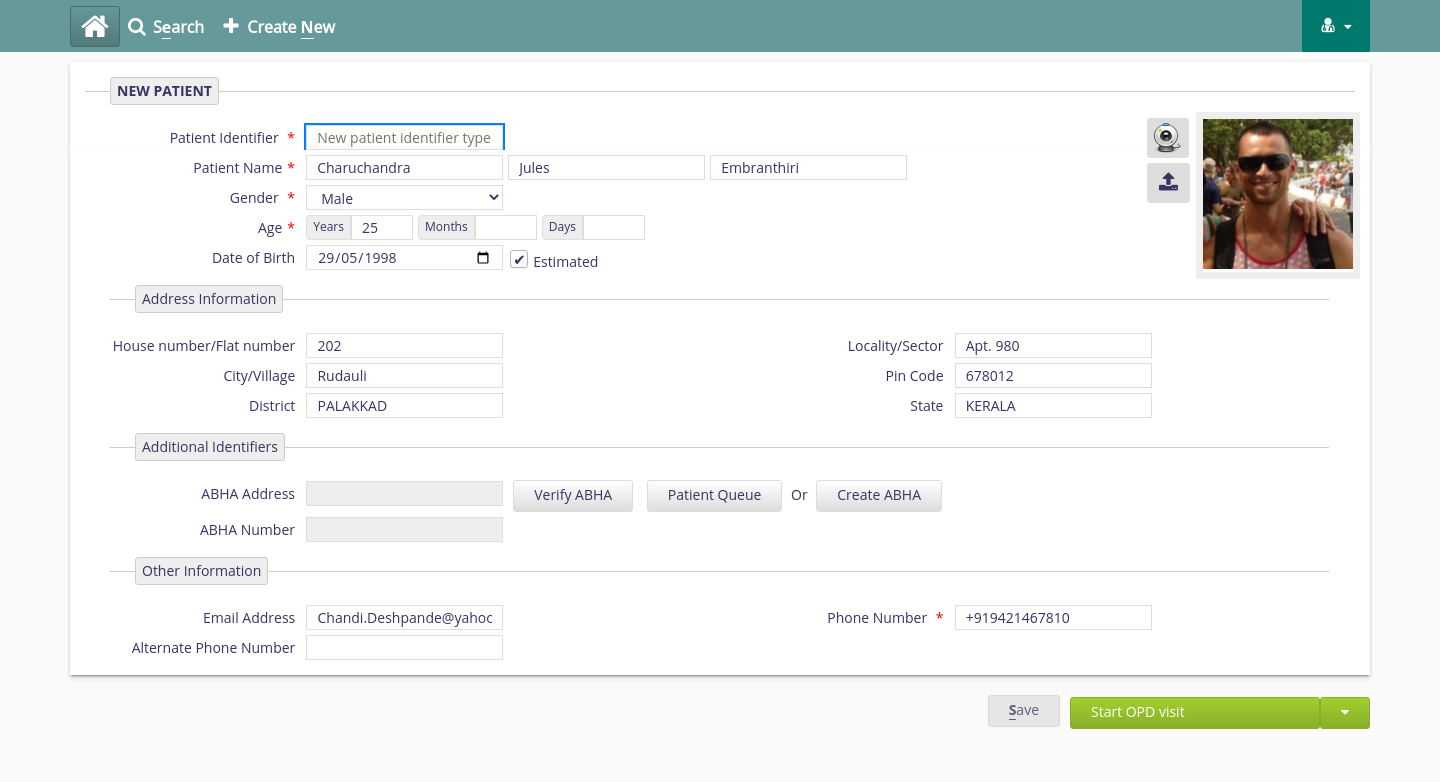 Search Create New
NEW PATIENT
Patient Identifier * New patient identifier type
Patient Name * Charuchandra Jules Embranthiri
Gender * Male
Age * Years 25 Months Days
Date of Birth 29/05/1998 ✔ Estimated
Address Information
House number/Flat number 202 Locality/Sector Apt. 980
City/Village Rudauli Pin Code 678012
District PALAKKAD State KERALA
Additional Identifiers
ABHA Address Verify ABHA Patient Queue Or Create ABHA
ABHA Number
Other Information
Email Address Chandi.Deshpande@yahoc Phone Number * +919421467810
Alternate Phone Number
Save Start OPD visit